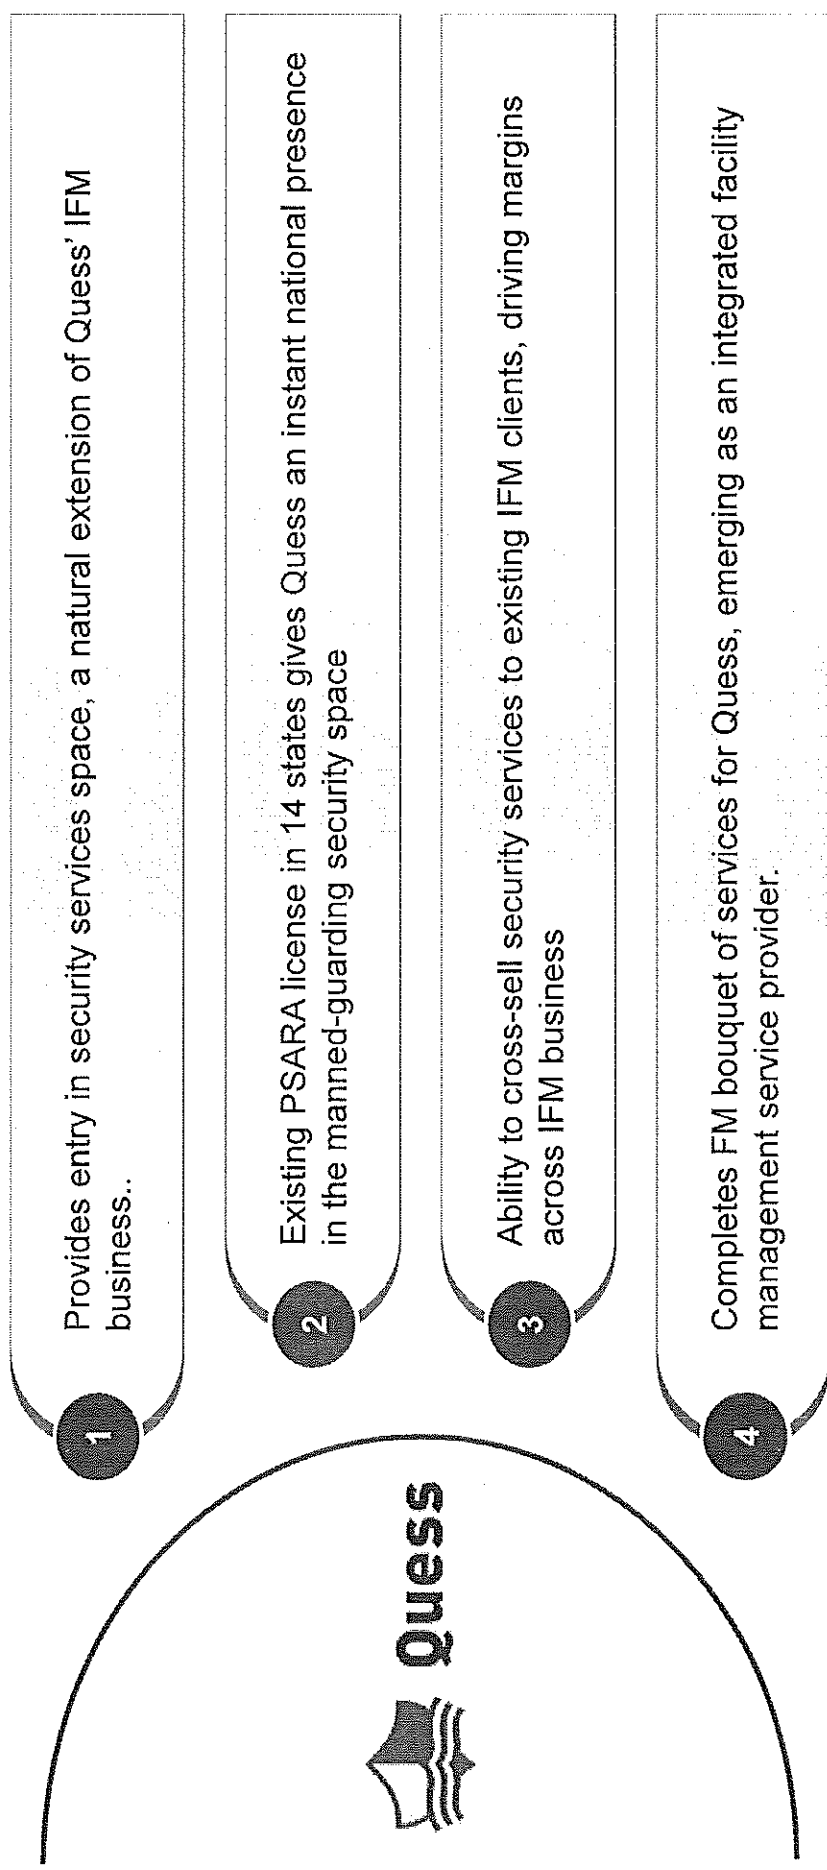 Quess
1
Provides entry in security services space, a natural extension of Quess' IFM
business..
2
Existing PSARA license in 14 states gives Quess an instant national presence
in the manned-guarding security space
3
Ability to cross-sell security services to existing IFM clients, driving margins
across IFM business
4
Completes FM bouquet of services for Quess, emerging as an integrated facility
management service provider.